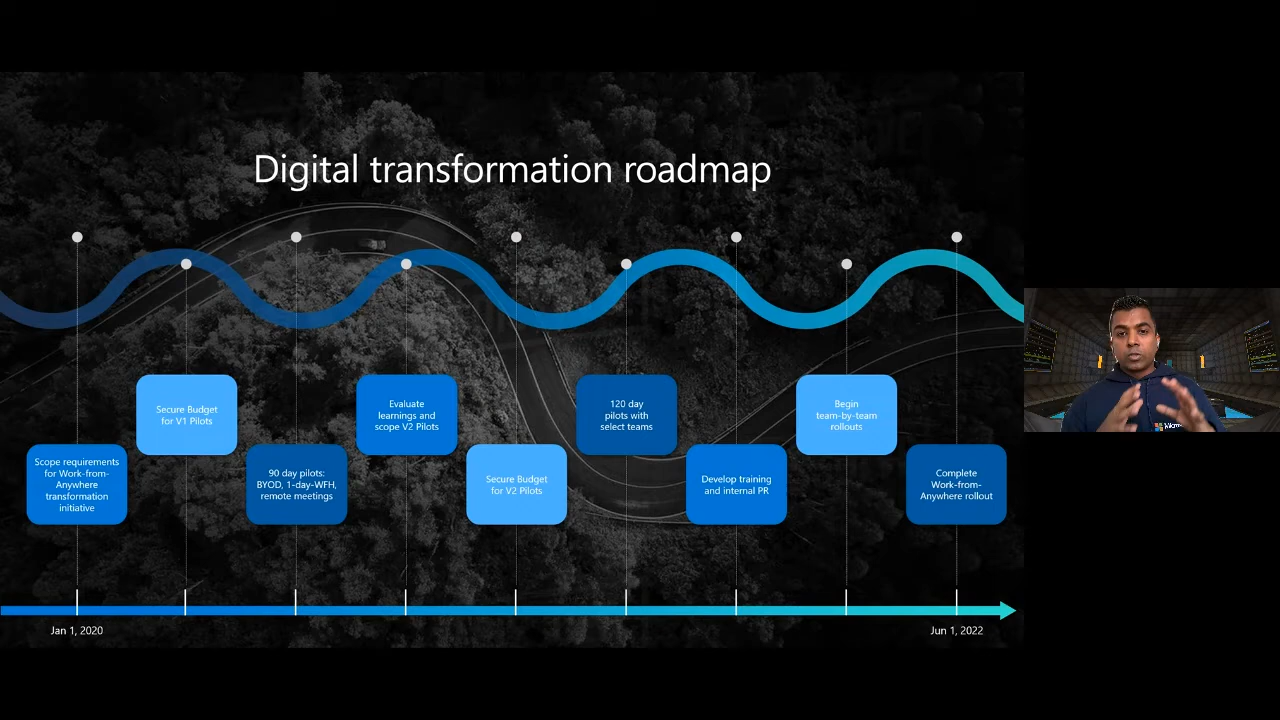 Digital transformation roadmap
Scope requirements
for Work-from-
Anywhere
transformation
initiative
Secure Budget
for V1 Pilots
90 day pilots:
BYOD, 1-day-WFH,
remote meetings
Evaluate
learnings and
scope V2 Pilots
Secure Budget
for V2 Pilots
120 day
pilots with
select teams
Develop training
and internal PR
Begin
team-by-team
rollouts
Complete
Work-from-
Anywhere rollout
Jan 1, 2020
Jun 1, 2022